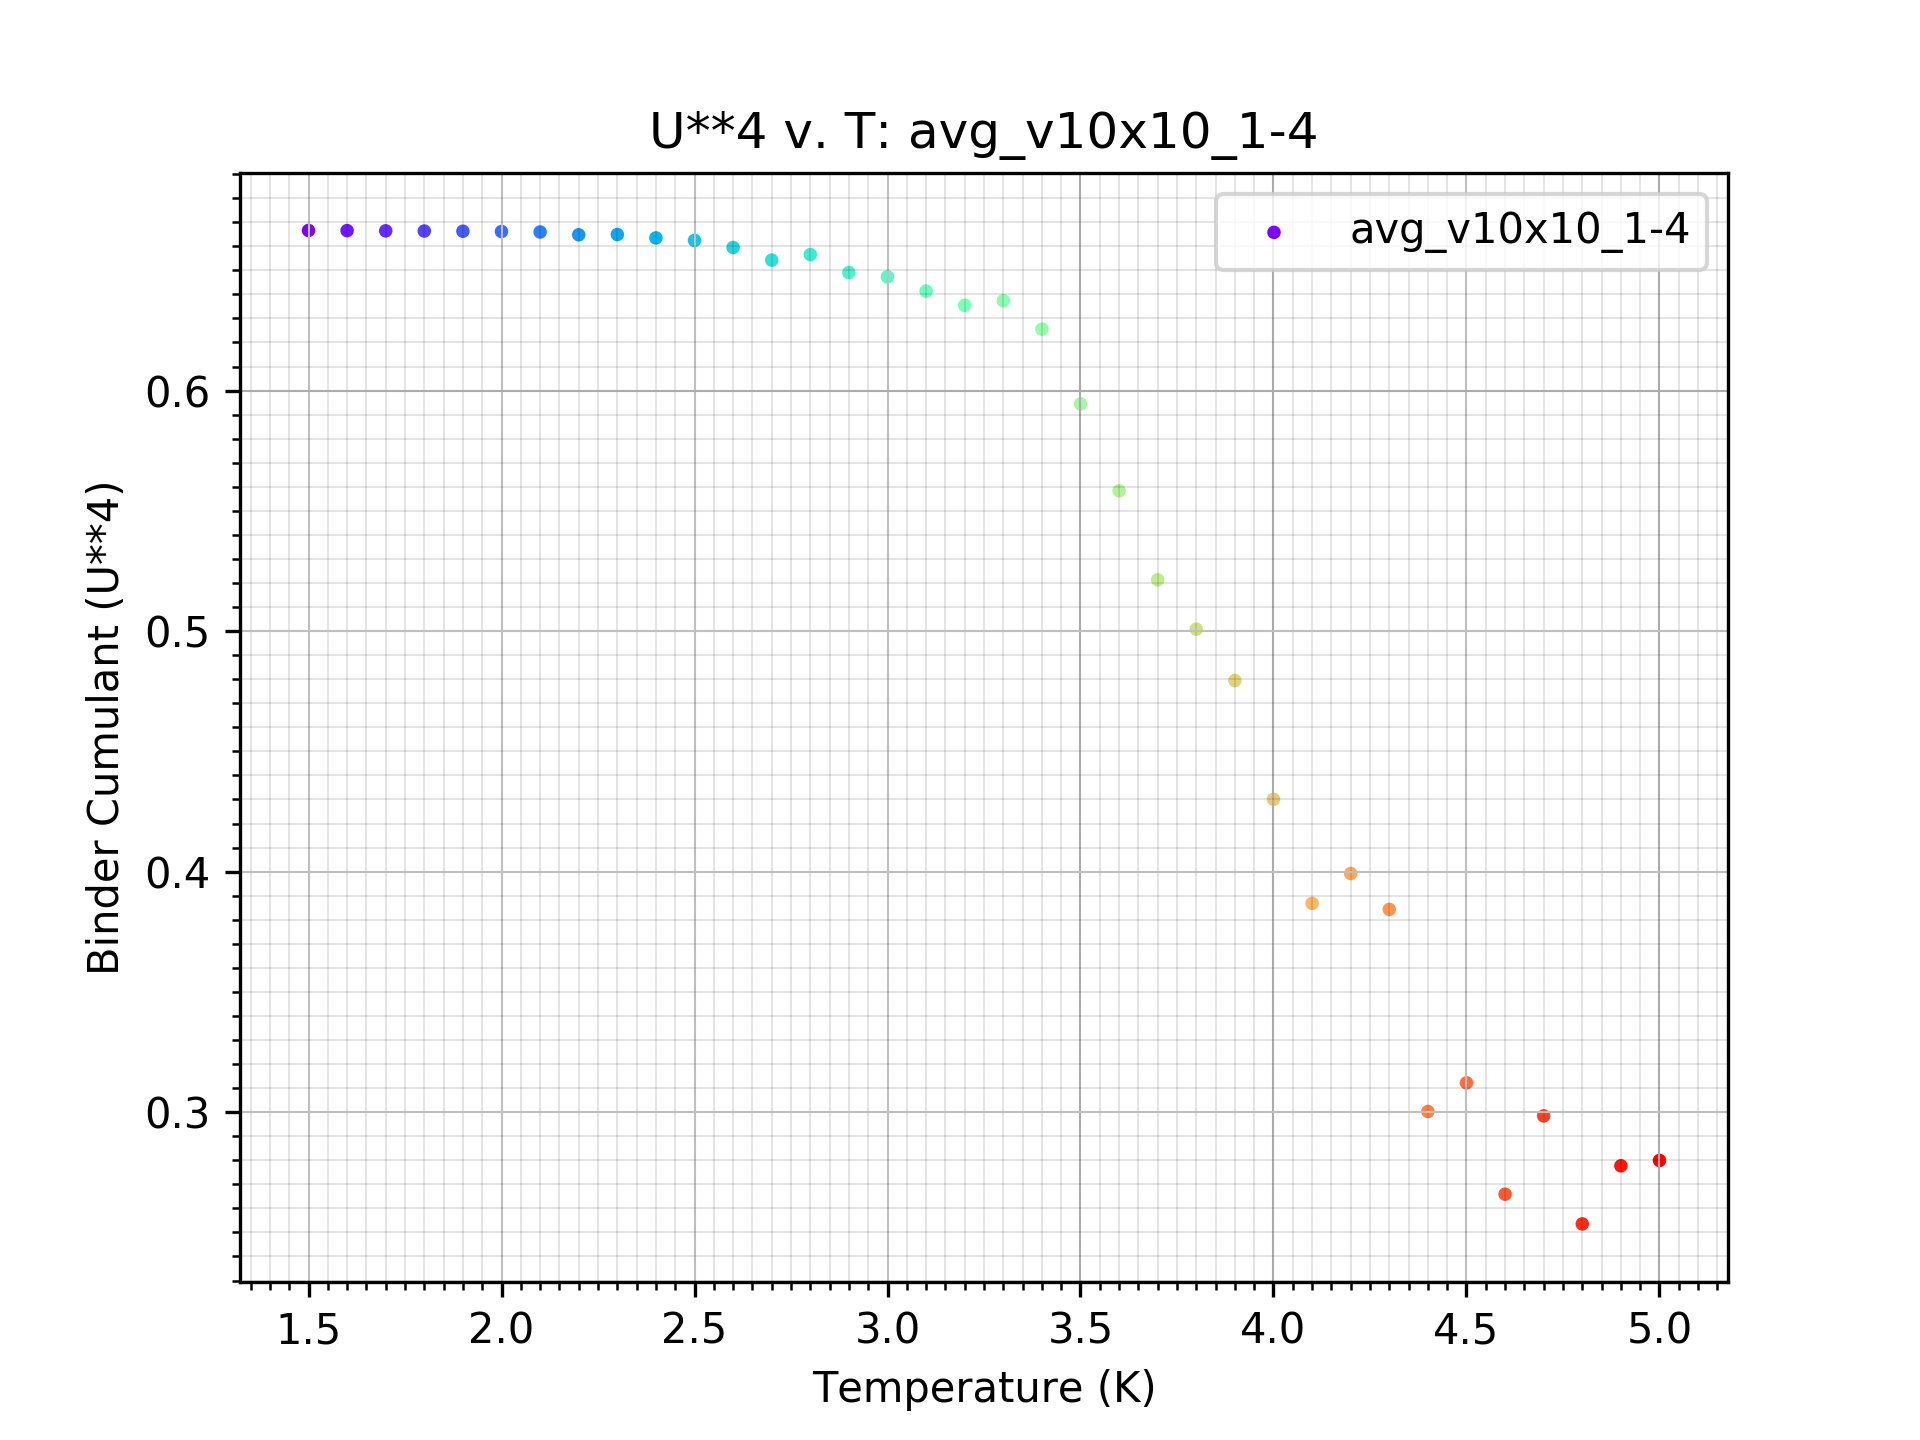 U**4 v. T: avg_v10x10_1-4
avg_v10x10_1-4
Binder Cumulant (U**4)
0.6
0.5
0.4
0.3
1.5 2.0 2.5 3.0 3.5 4.0 4.5 5.0
Temperature (K)